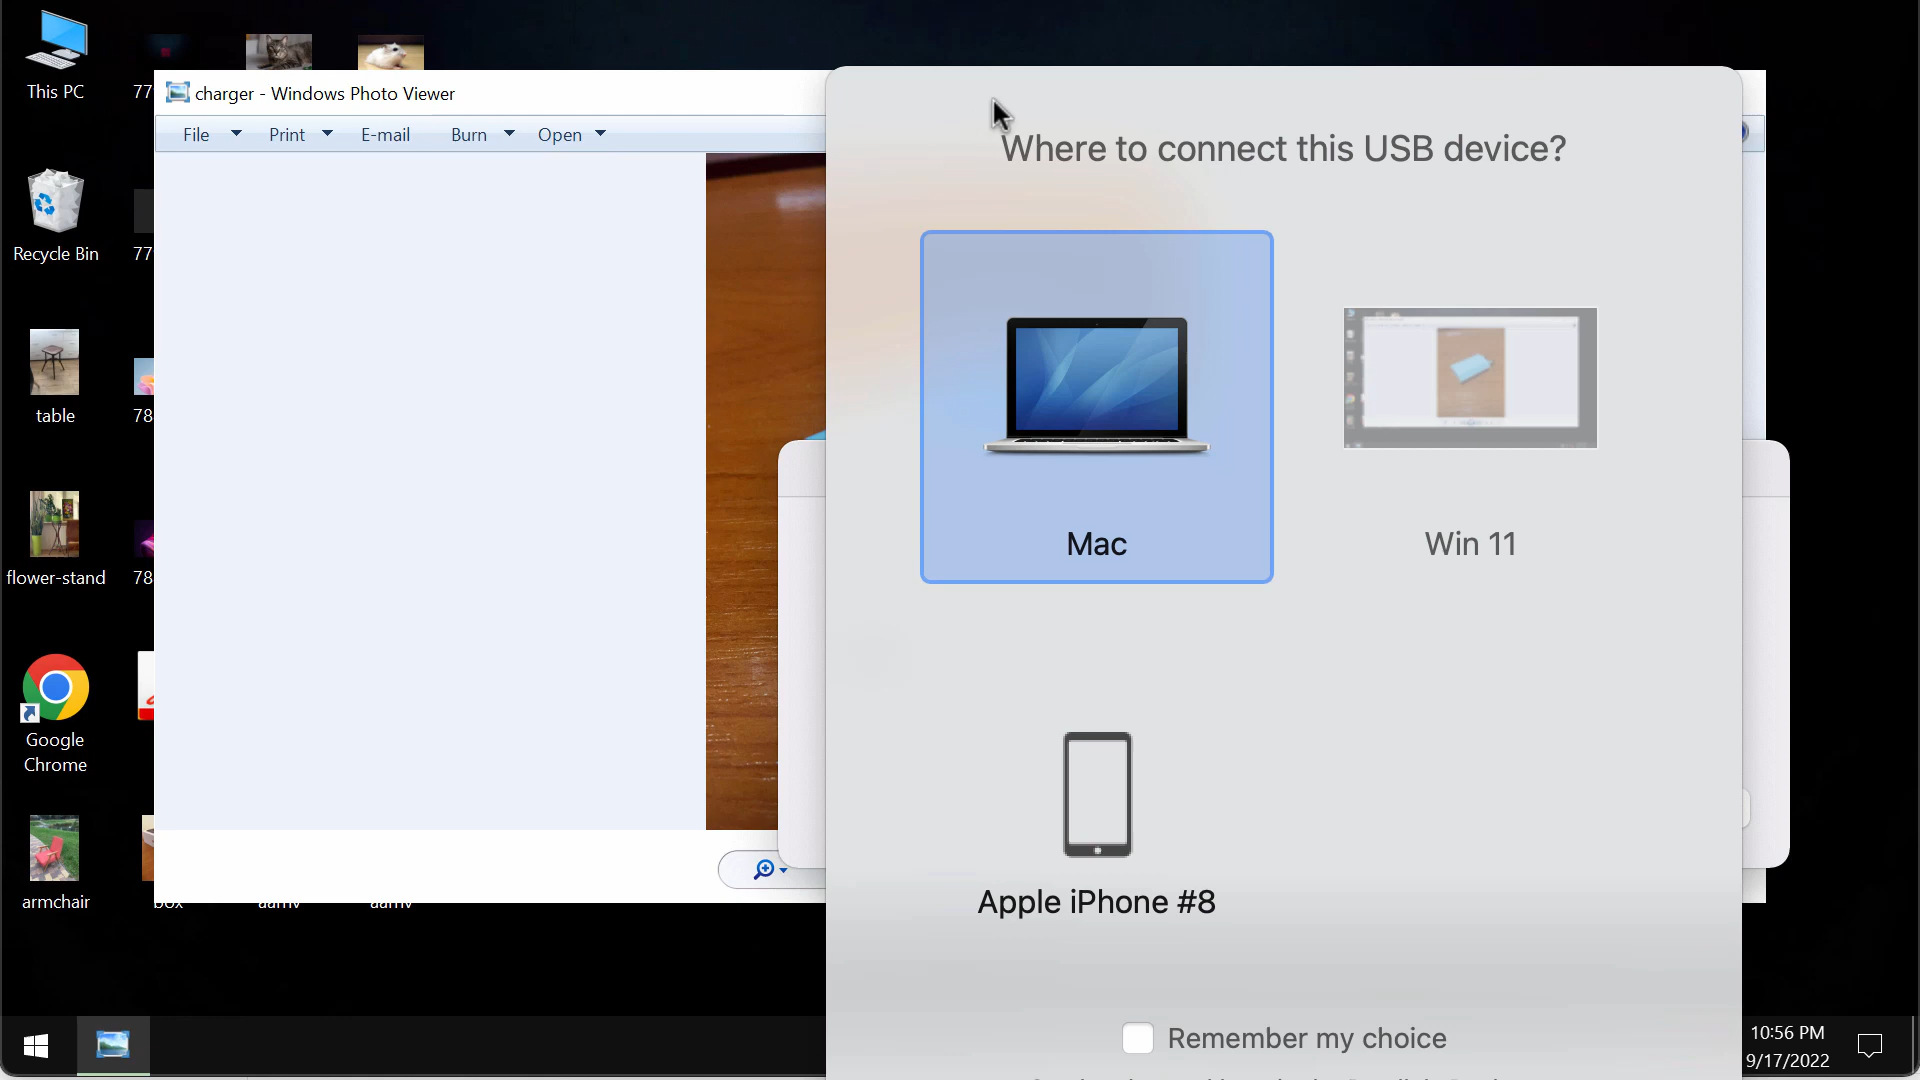 This PC
77
charger - Windows Photo Viewer
File
Print
E-mail
Burn
Open
Where to connect this USB device?
Recycle Bin
77
table
78
Mac
Win 11
flower-stand
78
Google
Chrome
Apple iPhone #8
armchair
box
aamv
aamv
Remember my choice
10:56 PM
9/17/2022